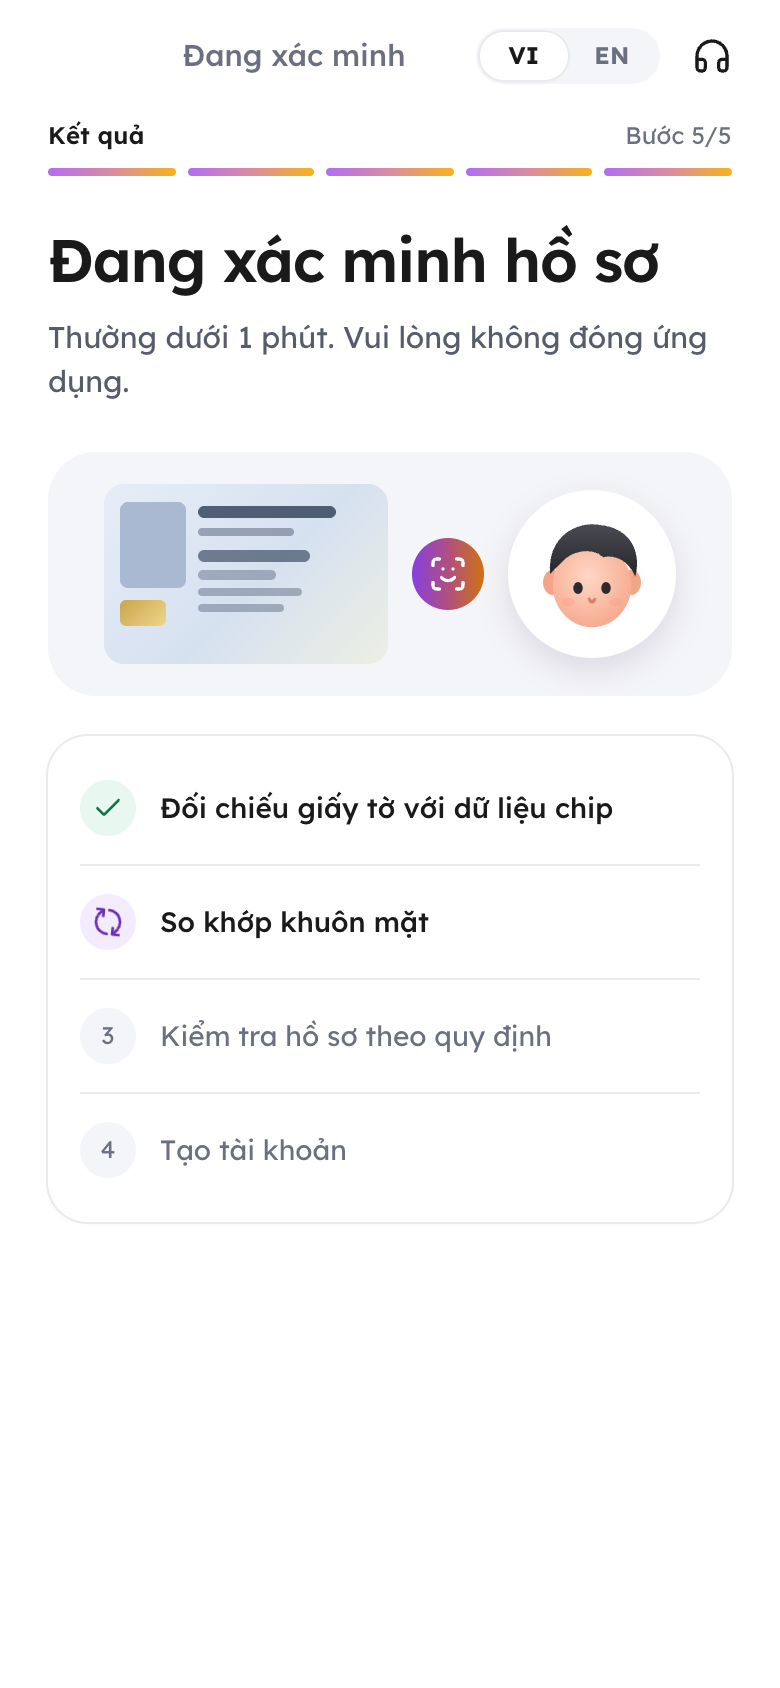 Đang xác minh
VI
EN
Kết quả
Bước 5/5
Đang xác minh hồ sơ
Thường dưới 1 phút. Vui lòng không đóng ứng
dụng.
Đối chiếu giấy tờ với dữ liệu chip
So khớp khuôn mặt
3
Kiểm tra hồ sơ theo quy định
4
Tạo tài khoản